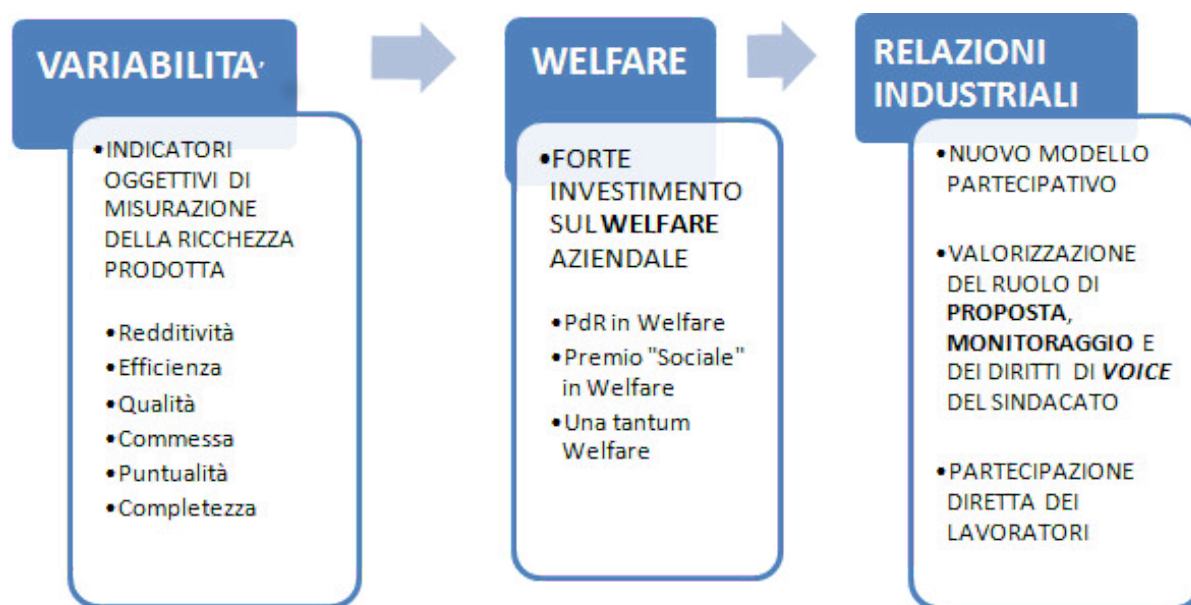 VARIABILITA'
•INDICATORI
OGGETTIVI DI
MISURAZIONE
DELLA RICCHEZZA
PRODOTTA
•Redditività
•Efficienza
•Qualità
•Commessa
•Puntualità
•Completezza
WELFARE
•FORTE
INVESTIMENTO
SUL WELFARE
AZIENDALE
•PdR in Welfare
•Premio "Sociale"
in Welfare
•Una tantum
Welfare
RELAZIONI
INDUSTRIALI
•NUOVO MODELLO
PARTECIPATIVO
•VALORIZZAZIONE
DEL RUOLO DI
PROPOSTA,
MONITORAGGIO E
DEI DIRITTI DI VOICE
DEL SINDACATO
•PARTECIPAZIONE
DIRETTA DEI
LAVORATORI